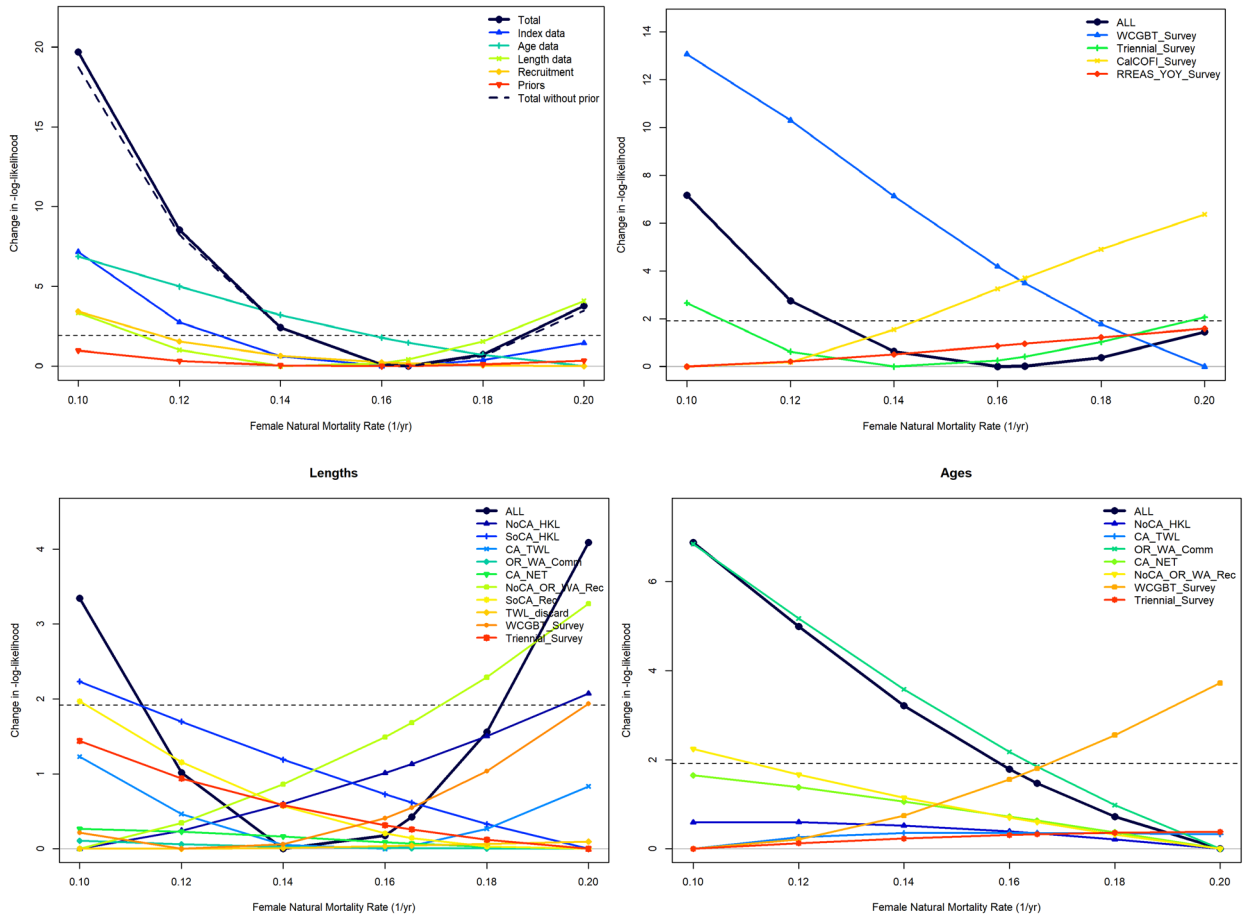 Total
Index data
Age data
Length data
Recruitment
Priors
Total without prior
Change in -log-likelihood
0
5
10
15
20
0.10
0.12
0.14
0.16
0.18
0.20
Female Natural Mortality Rate (1/yr)
ALL
WCGBT_Survey
Triennial_Survey
CalCOFI_Survey
RREAS_YOY_Survey
Change in -log-likelihood
0
2
4
6
8
10
12
14
0.10
0.12
0.14
0.16
0.18
0.20
Female Natural Mortality Rate (1/yr)
Lengths
ALL
NoCA_HKL
SoCA_HKL
CA_TWL
OR_WA_Comm
CA_NET
NoCA_OR_WA_Rec
SoCA_Rec
TWL_discard
WCGBT_Survey
Triennial_Survey
Change in -log-likelihood
0
1
2
3
4
0.10
0.12
0.14
0.16
0.18
0.20
Female Natural Mortality Rate (1/yr)
Ages
ALL
NoCA_HKL
CA_TWL
OR_WA_Comm
CA_NET
NoCA_OR_WA_Rec
WCGBT_Survey
Triennial_Survey
Change in -log-likelihood
0
2
4
6
0.10
0.12
0.14
0.16
0.18
0.20
Female Natural Mortality Rate (1/yr)